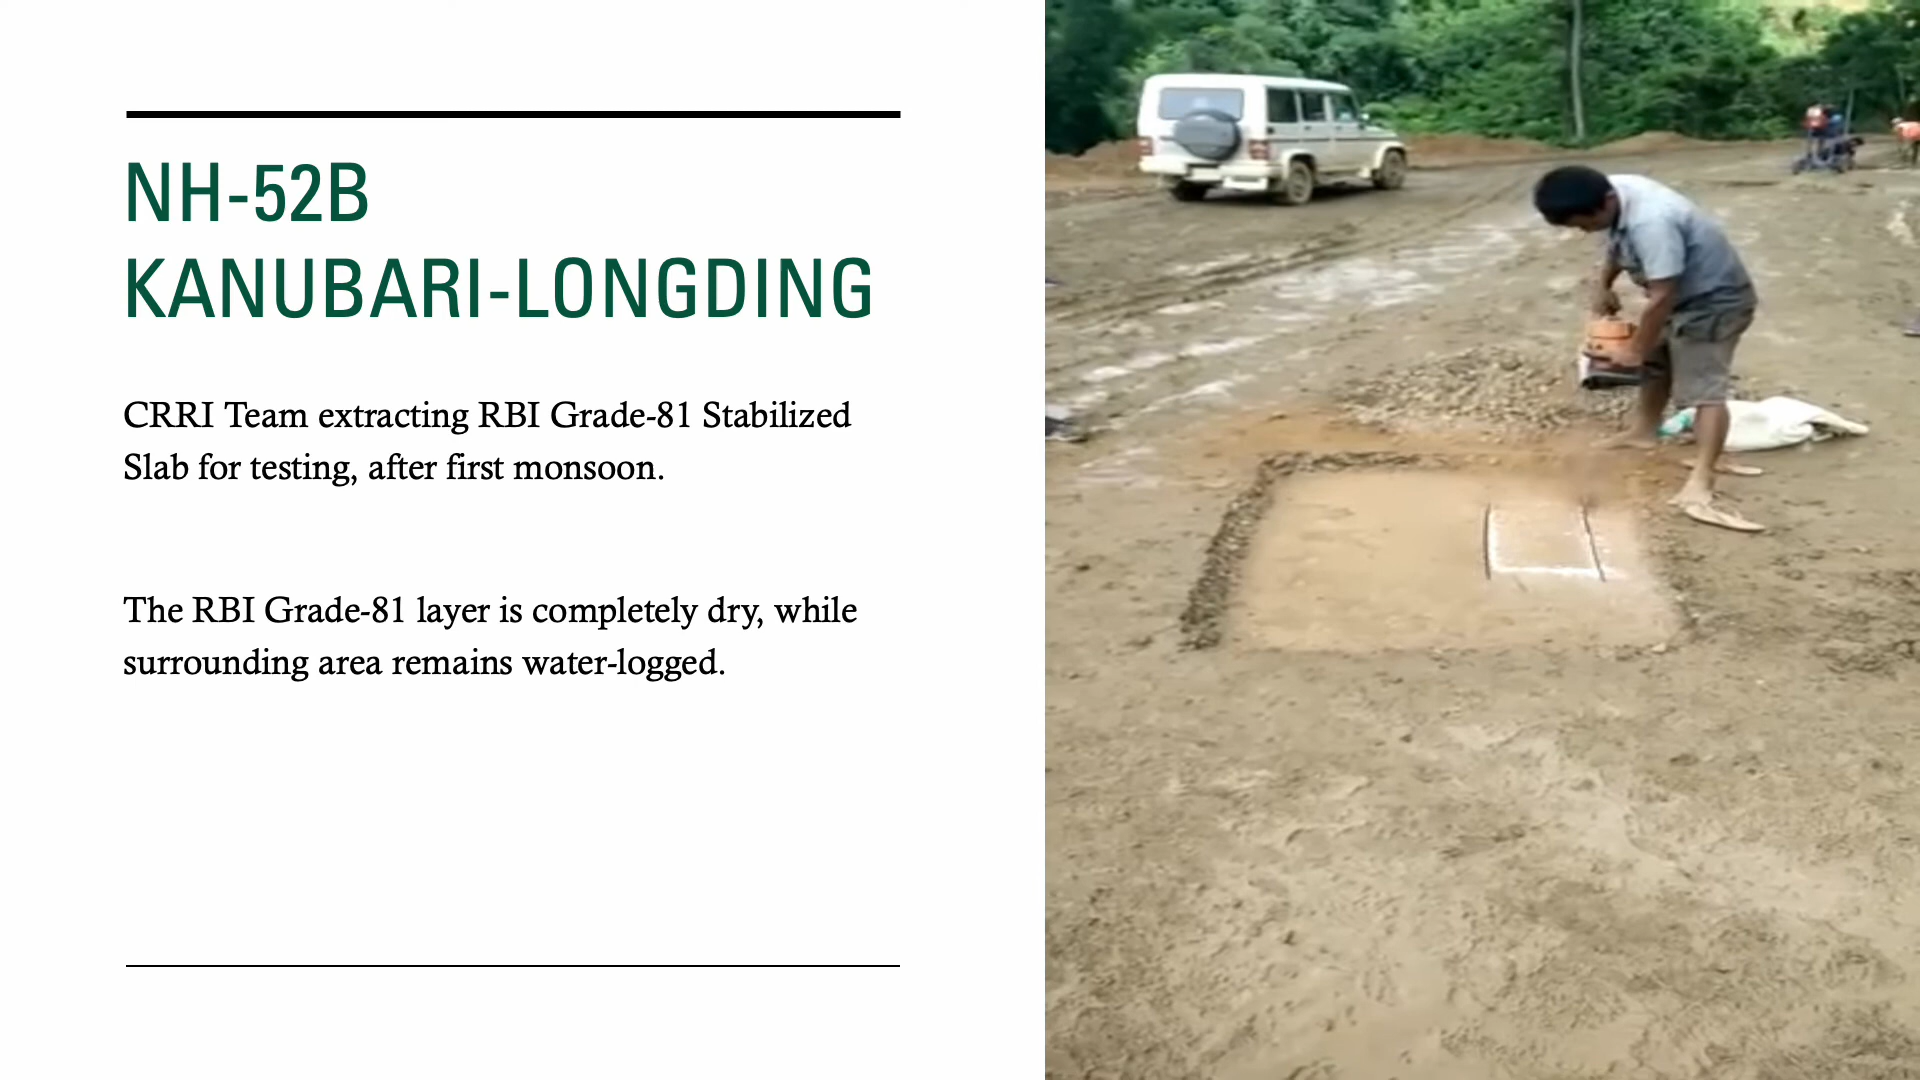 NH-52B
KANUBARI-LONGDING
CRRI Team extracting RBI Grade-81 Stabilized
Slab for testing, after first monsoon.
The RBI Grade-81 layer is completely dry, while
surrounding area remains water-logged.